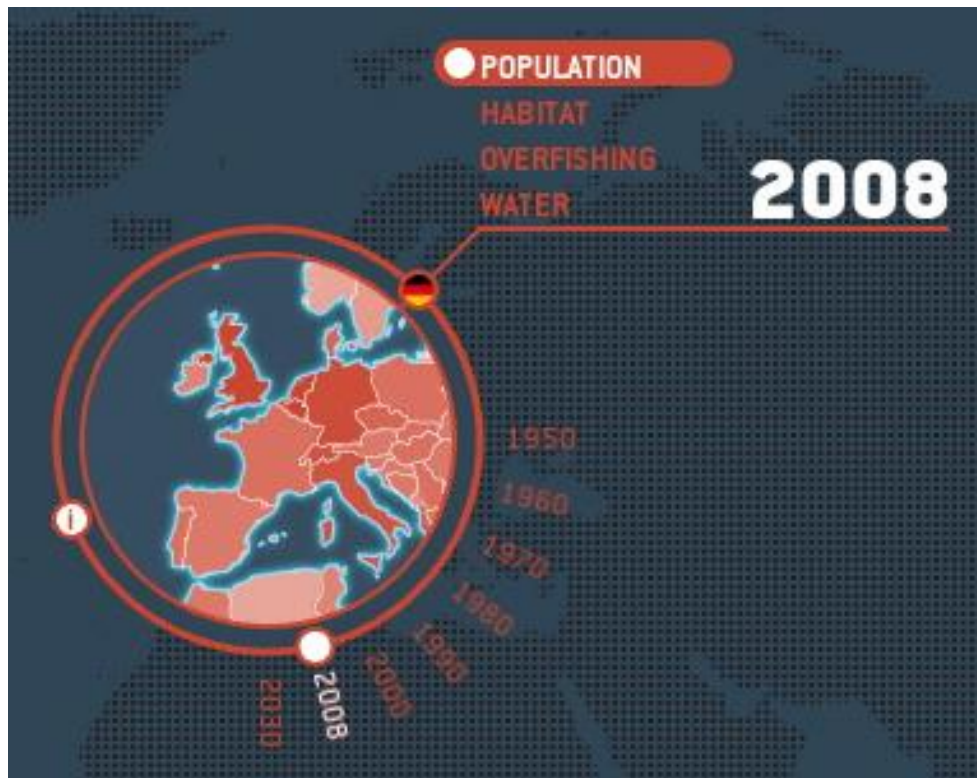 POPULATION
HABITAT
OVERFISHING
WATER
2008
1950
1960
1970
1980
1990
2000
2008
2030
i